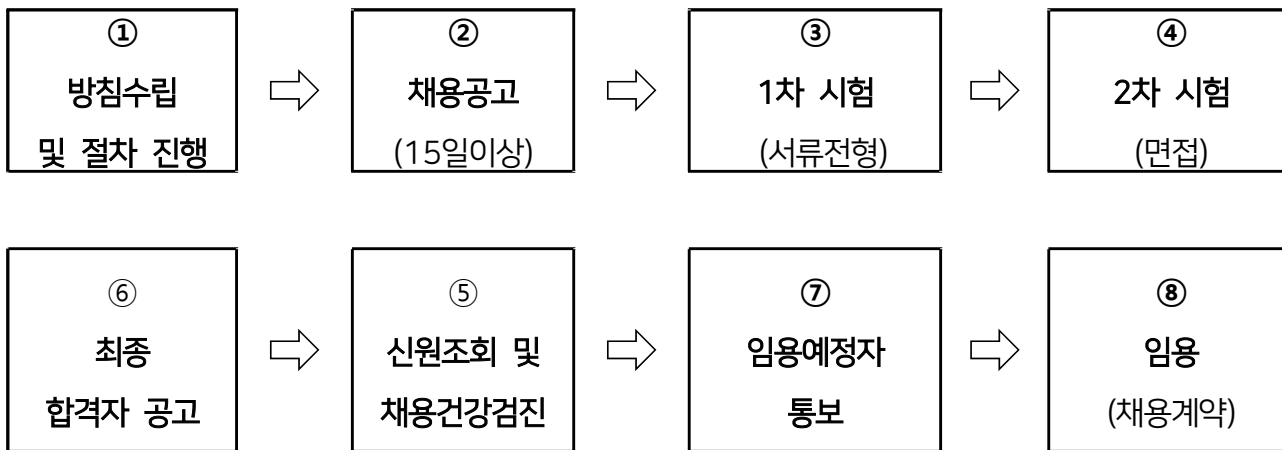 ①
방침수립
및 절차 진행
②
채용공고
(15일이상)
③
1차 시험
(서류전형)
④
2차 시험
(면접)
⑥
최종
합격자 공고
⑤
신원조회 및
채용건강검진
⑦
임용예정자
통보
⑧
임용
(채용계약)